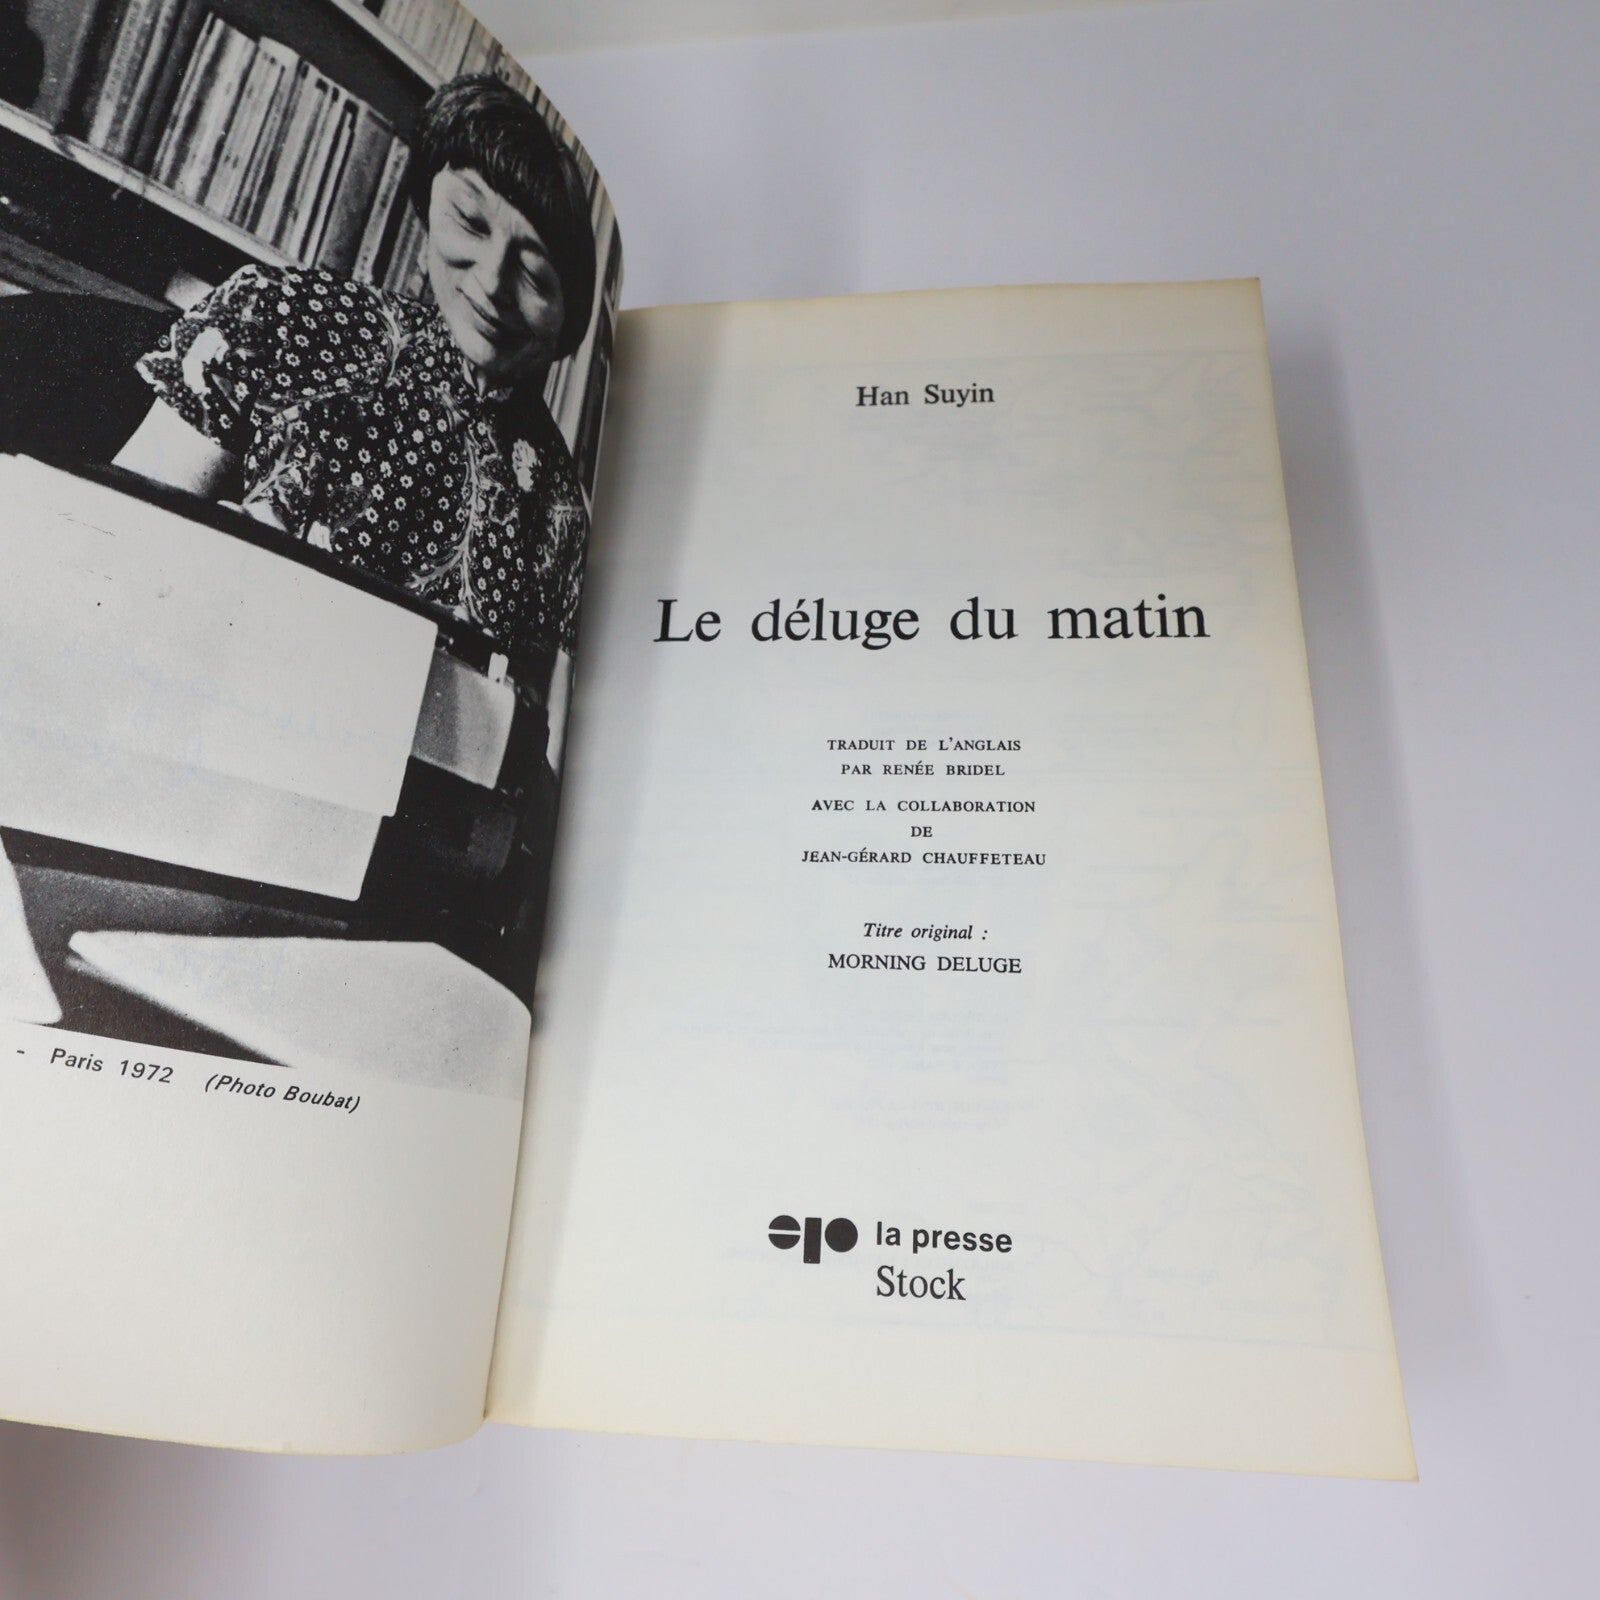 - Paris 1972 (Photo Boubat)
Han Suyin
Le déluge du matin
TRADUIT DE L'ANGLAIS
PAR RENÉE BRIDEL
AVEC LA COLLABORATION
DE
JEAN-GÉRARD CHAUFFETEAU
Titre original :
MORNING DELUGE
la presse
Stock